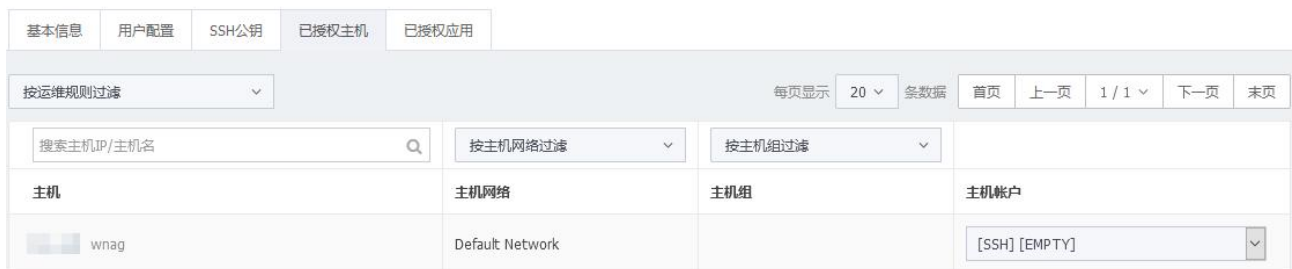 基本信息 用户配置 SSH公钥 已授权主机 已授权应用
按运维规则过滤 每页显示 20 条数据 首页 上一页 1 / 1 下一页 末页
搜索主机IP/主机名 按主机网络过滤 按主机组过滤
主机 主机网络 主机组 主机帐户
wnag Default Network [SSH] [EMPTY]